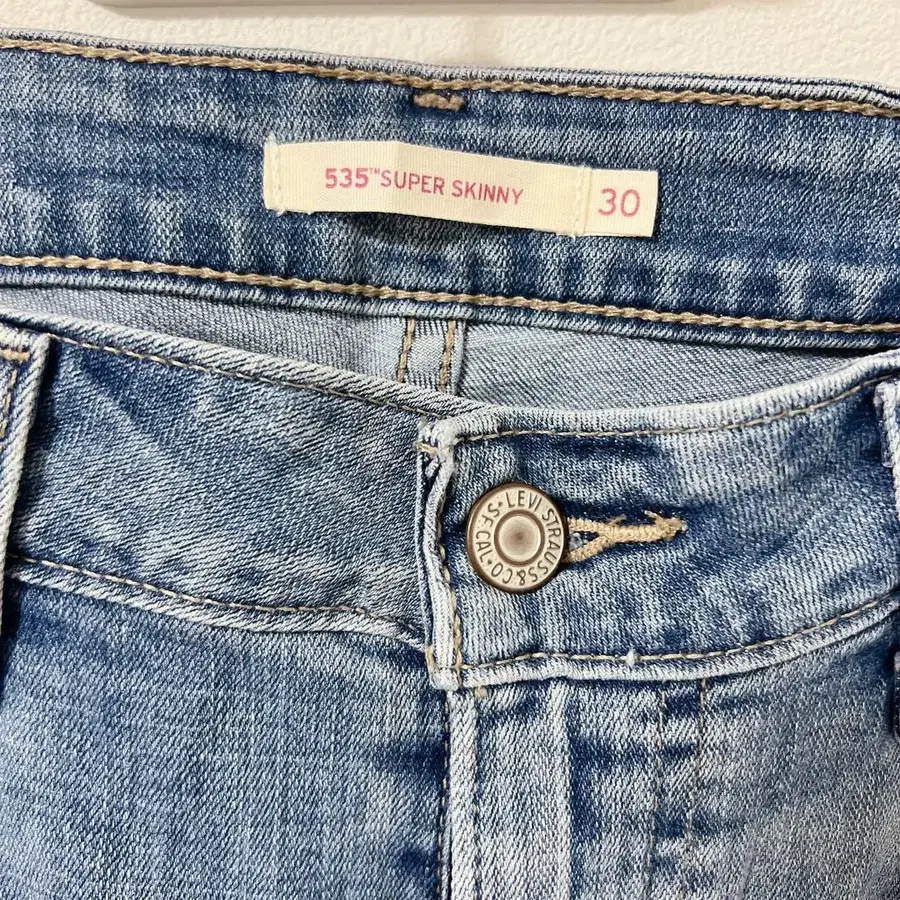 535™ SUPER SKINNY 30
LEVI STRAUSS & CO • S.F. CAL •